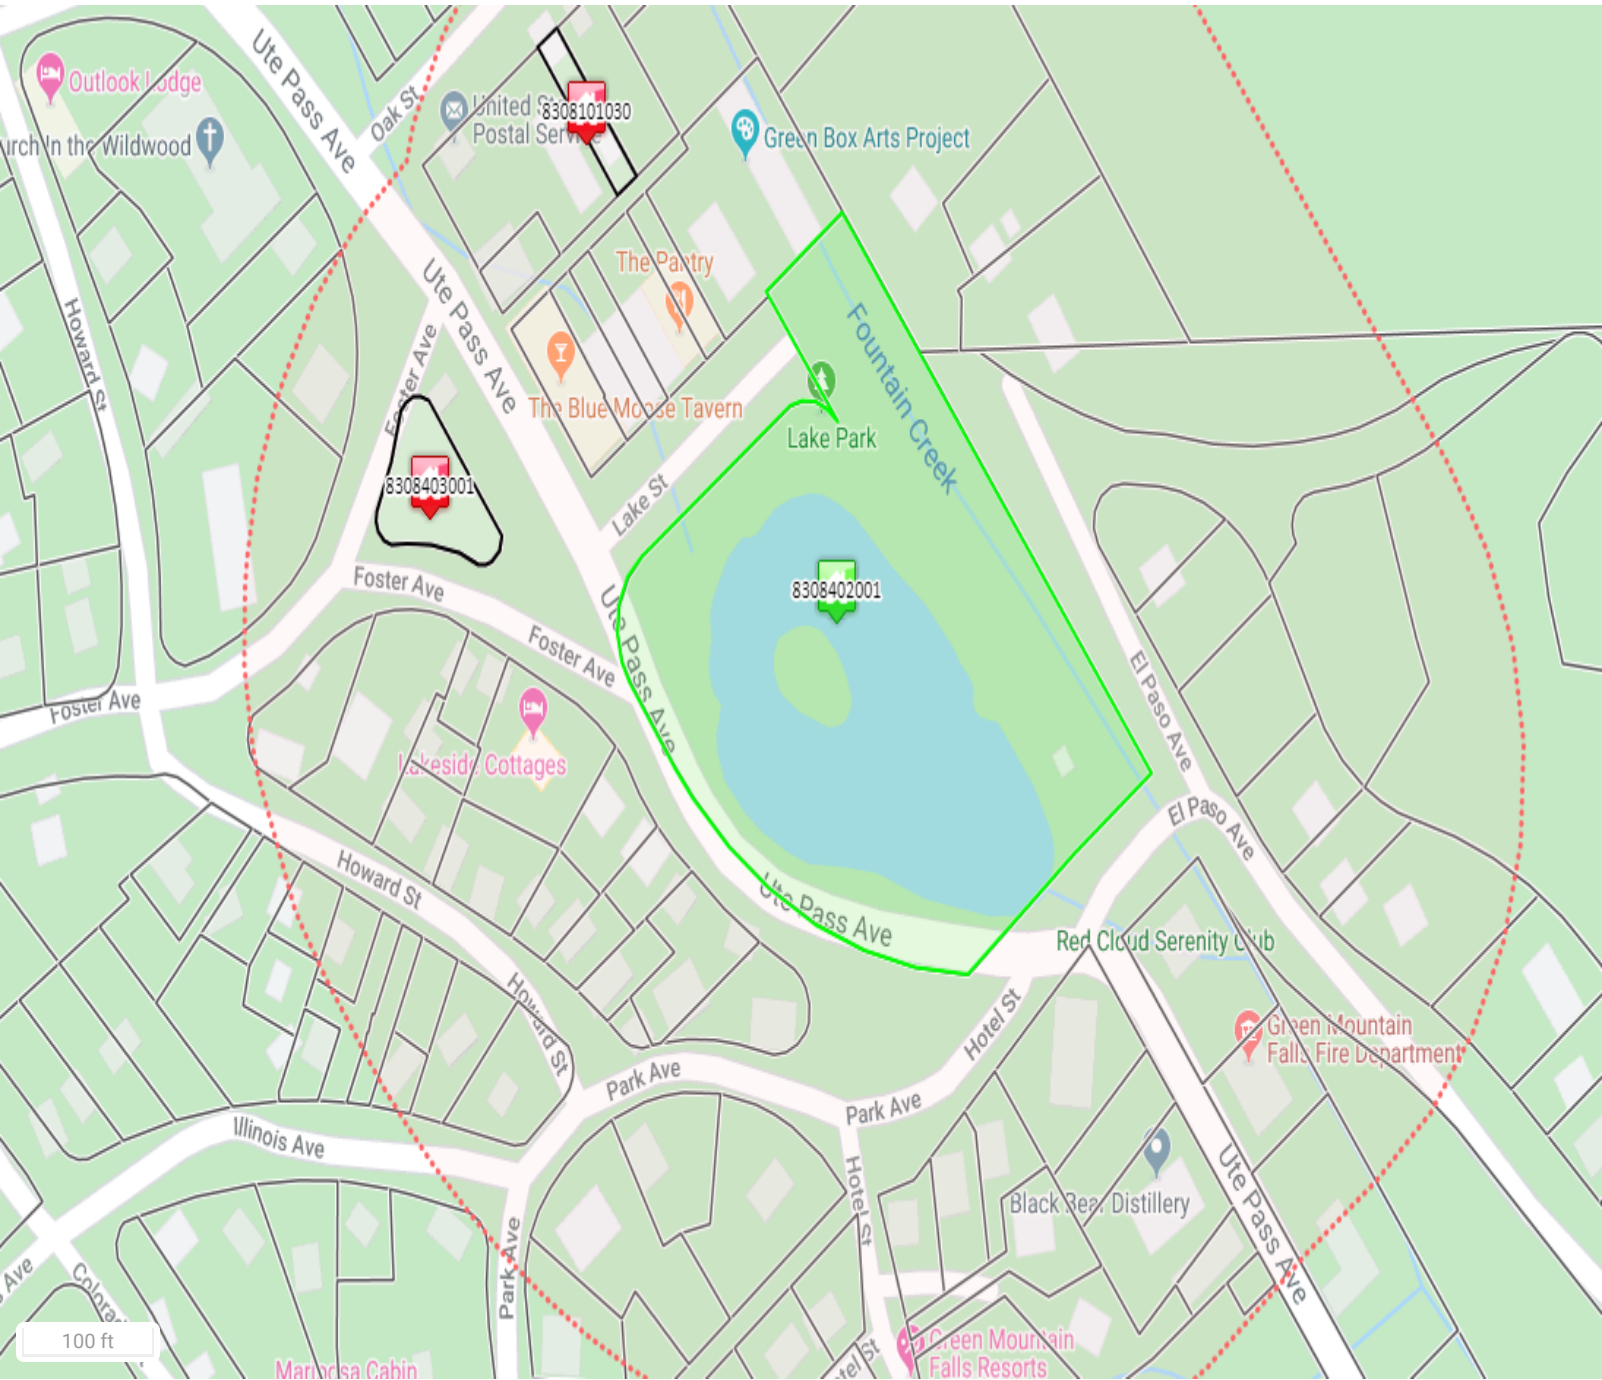 Ute Pass Ave
Outlook Lodge
Oak St
United St
Postal Service
8308101030
urch In the Wildwood
Green Box Arts Project
The Pantry
Ute Pass Ave
Howard St
Foster Ave
The Blue Moose Tavern
Fountain Creek
Lake Park
8308403001
Lake St
Foster Ave
8308402001
Ute Pass Ave
Foster Ave
El Paso Ave
Foster Ave
Lakeside Cottages
El Paso Ave
Howard St
Ute Pass Ave
Red Cloud Serenity Club
Howard St
Hotel St
Green Mountain
Falls Fire Department
Park Ave
Park Ave
Illinois Ave
Hotel St
Black Bear Distillery
Ute Pass Ave
Park Ave
Ave
100 ft
Green Mountain
Falls Resorts
Mariposa Cabin